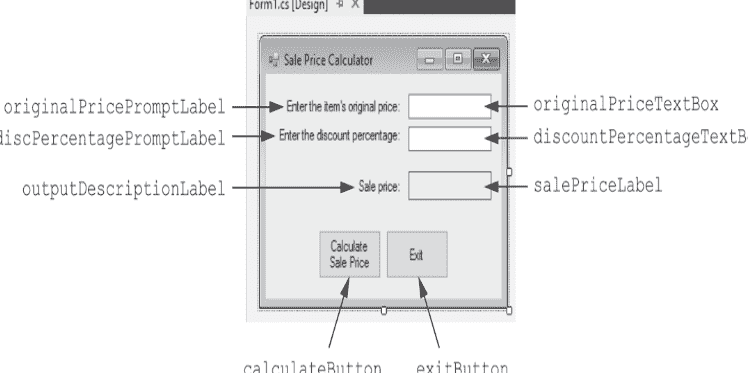 Form1.cs [Design]
Sale Price Calculator
originalPricePromptLabel
Enter the item's original price:
originalPriceTextBox
discPercentagePromptLabel
Enter the discount percentage:
discountPercentageTextB
outputDescriptionLabel
Sale price:
salePriceLabel
Calculate
Sale Price
Exit
calculateButton
exitButton